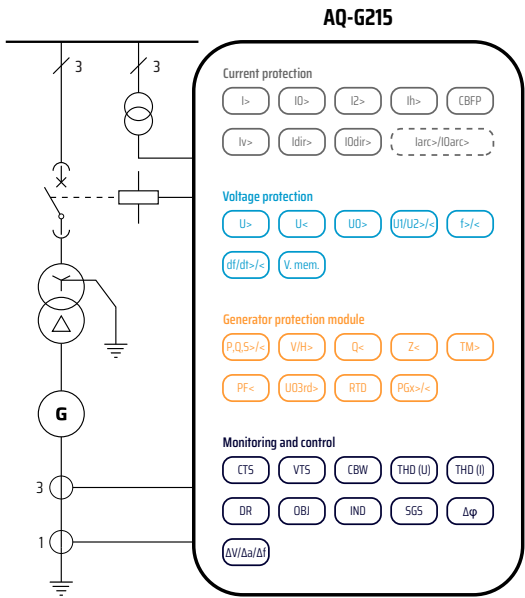 AQ-G215
3 3
Current protection
I> I0> I2> Ih> CBFP
Iv> Idir> I0dir> Iarc>/I0arc>
Voltage protection
U> U< U0> U1/U2>/< f>/<
df/dt>/< V. mem.
Generator protection module
P,Q,S>/< V/H> Q< Z< TM>
PF< U03rd> RTD PGx>/<
G
Monitoring and control
CTS VTS CBW THD (U) THD (I)
3
DR OBJ IND SGS Δφ
1
ΔV/Δa/Δf